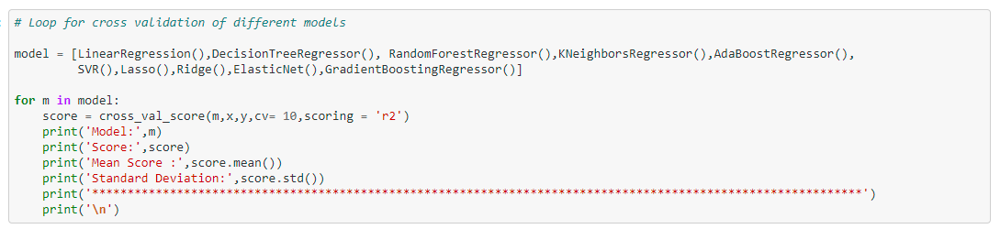 # Loop for cross validation of different models
model = [LinearRegression(),DecisionTreeRegressor(), RandomForestRegressor(),KNeighborsRegressor(),AdaBoostRegressor(),
SVR(),Lasso(),Ridge(),ElasticNet(),GradientBoostingRegressor()]
for m in model:
score = cross_val_score(m,x,y,cv= 10,scoring = 'r2')
print('Model:',m)
print('Score:',score)
print('Mean Score :',score.mean())
print('Standard Deviation:',score.std())
print('*************************************************************************************************************')
print('\n')